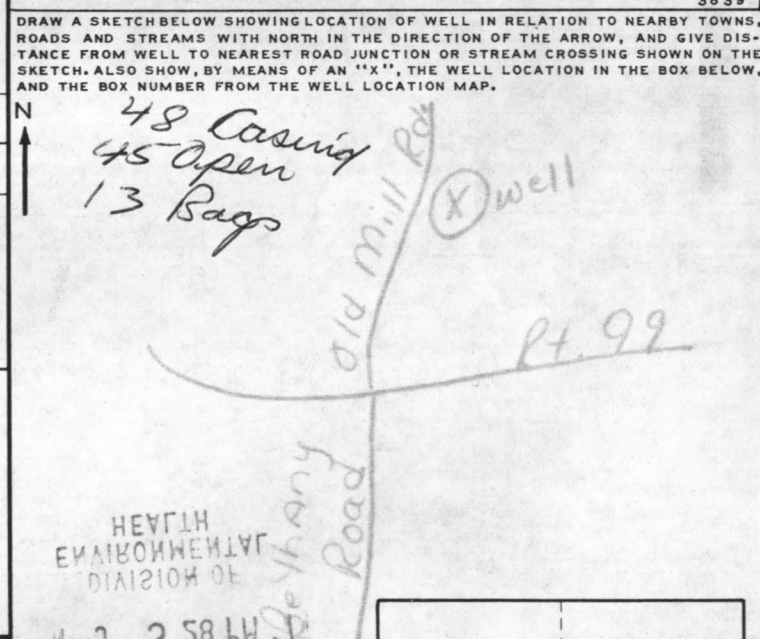 DRAW A SKETCH BELOW SHOWING LOCATION OF WELL IN RELATION TO NEARBY TOWNS,
ROADS AND STREAMS WITH NORTH IN THE DIRECTION OF THE ARROW, AND GIVE DIS-
TANCE FROM WELL TO NEAREST ROAD JUNCTION OR STREAM CROSSING SHOWN ON THE
SKETCH. ALSO SHOW, BY MEANS OF AN "X", THE WELL LOCATION IN THE BOX BELOW,
AND THE BOX NUMBER FROM THE WELL LOCATION MAP.
N
48 Casing
45 Open
13 Bags
Old Mill Rd
X well
Rt. 99
Bethany
Road
HEALTH
ENVIRONMENTAL
DIVISION OF
28 PM